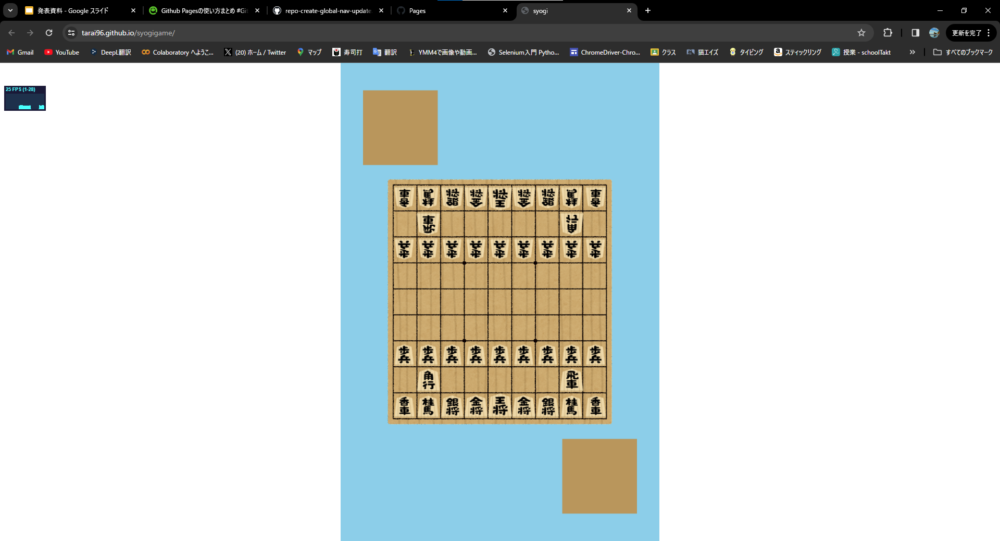 発表資料 - Google スライド
Github Pagesの使い方まとめ #Git
repo-create-global-nav-update
Pages
syogi
tarai96.github.io/syogigame/
更新を完了
Gmail
YouTube
DeepL翻訳
Colaboratory へようこ...
(20) ホーム / Twitter
マップ
寿司打
翻訳
YMM4で画像や動画...
Selenium入門 Pytho...
ChromeDriver-Chro...
クラス
猫エイズ
タイピング
スティックリング
授業 - schoolTakt
すべてのブックマーク
25 FPS (1-28)
香車 桂馬 銀将 金将 王将 金将 銀将 桂馬 香車
飛車 角行
歩兵 歩兵 歩兵 歩兵 歩兵 歩兵 歩兵 歩兵 歩兵
歩兵 歩兵 歩兵 歩兵 歩兵 歩兵 歩兵 歩兵 歩兵
角行 飛車
香車 桂馬 銀将 金将 王将 金将 銀将 桂馬 香車